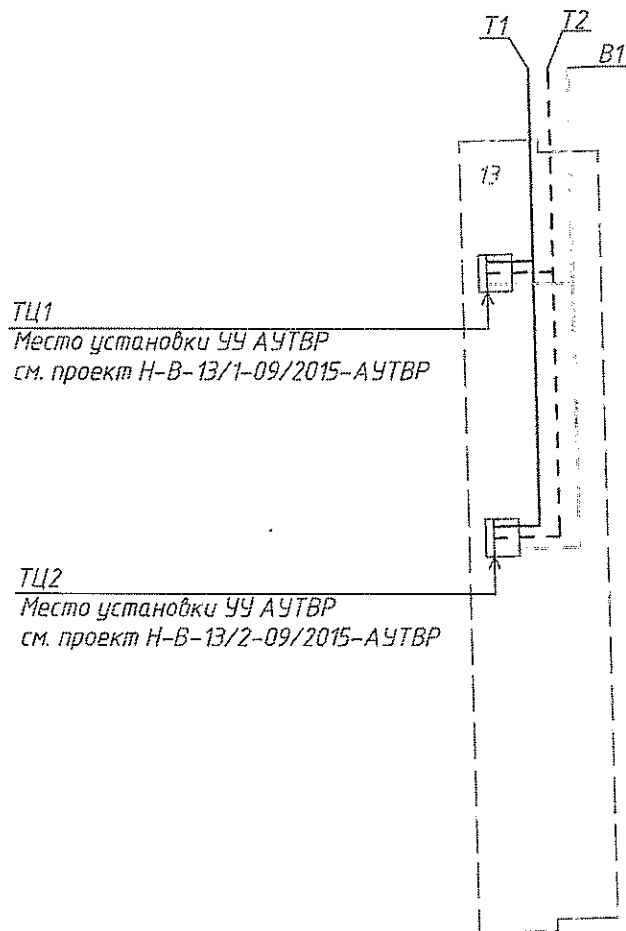 Т1
Т2
В1
13
ТЦ1
Место установки УУ АУТВР
см. проект Н-В-13/1-09/2015-АУТВР
ТЦ2
Место установки УУ АУТВР
см. проект Н-В-13/2-09/2015-АУТВР